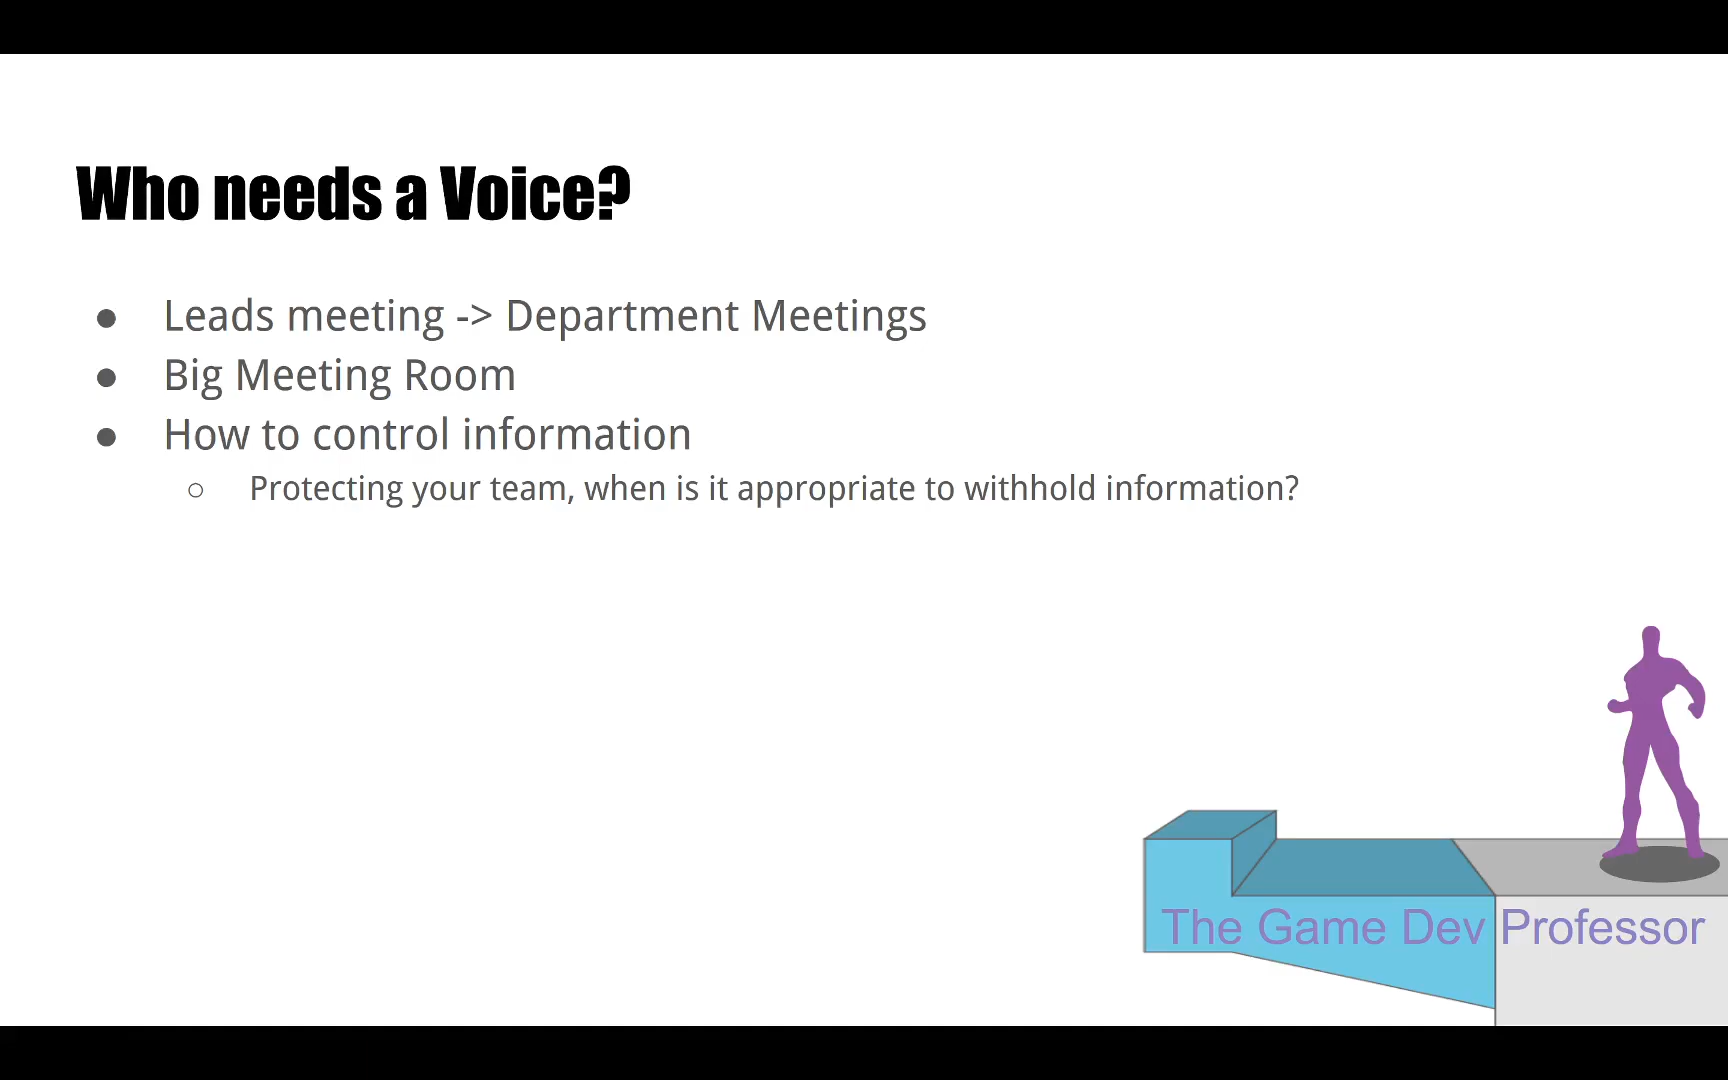 Who needs a Voice?
● Leads meeting -> Department Meetings
● Big Meeting Room
● How to control information
○ Protecting your team, when is it appropriate to withhold information?
The Game Dev Professor